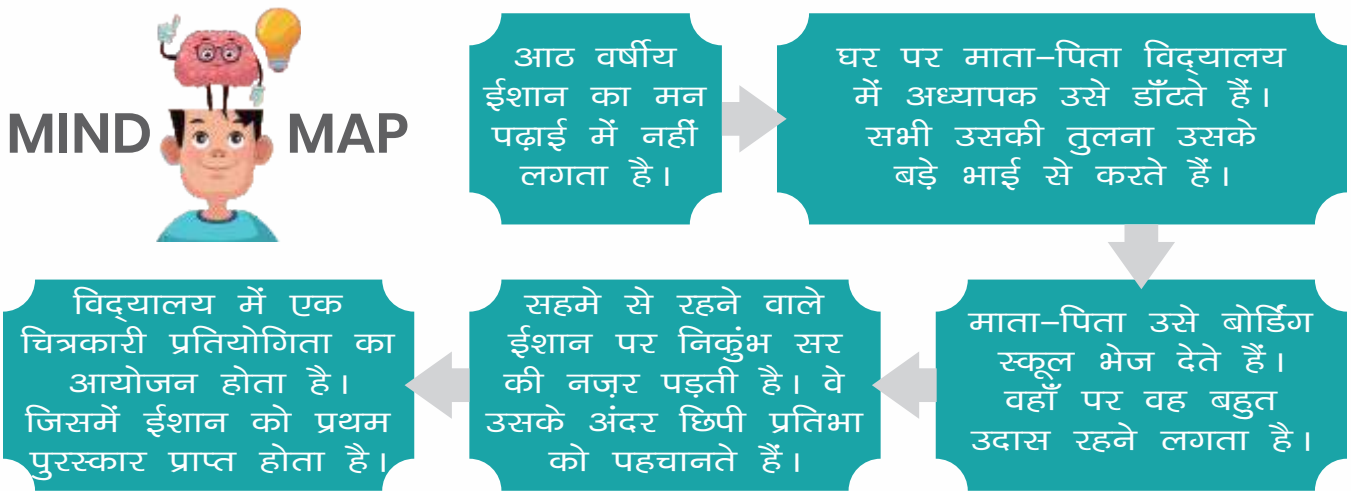 MIND MAP
आठ वर्षीय
ईशान का मन
पढ़ाई में नहीं
लगता है।
घर पर माता–पिता विद्‌यालय
में अध्यापक उसे डाँटते हैं।
सभी उसकी तुलना उसके
बड़े भाई से करते हैं।
माता–पिता उसे बोर्डिंग
स्कूल भेज देते हैं।
वहाँ पर वह बहुत
उदास रहने लगता है।
सहमे से रहने वाले
ईशान पर निकुंभ सर
की नज़र पड़ती है। वे
उसके अंदर छिपी प्रतिभा
को पहचानते हैं।
विद्‌यालय में एक
चित्रकारी प्रतियोगिता का
आयोजन होता है।
जिसमें ईशान को प्रथम
पुरस्कार प्राप्त होता है।